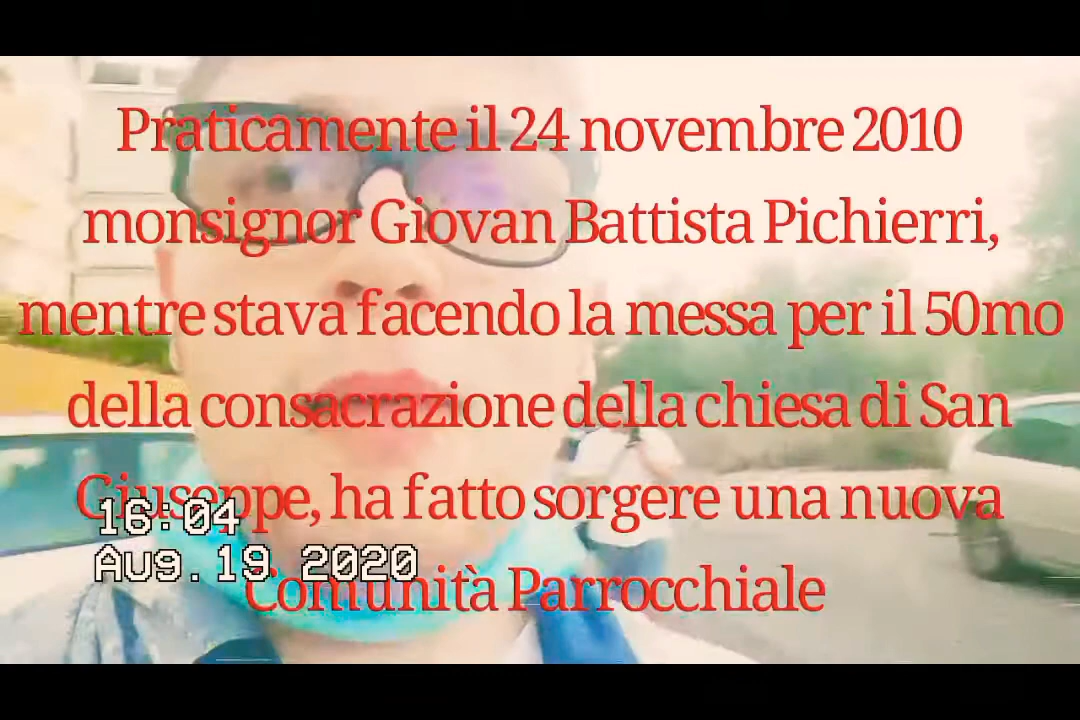 Praticamente il 24 novembre 2010
monsignor Giovan Battista Pichierri,
mentre stava facendo la messa per il 50mo
della consacrazione della chiesa di San
Giuseppe, ha fatto sorgere una nuova
Comunità Parrocchiale
16:04
Aug.19 2020